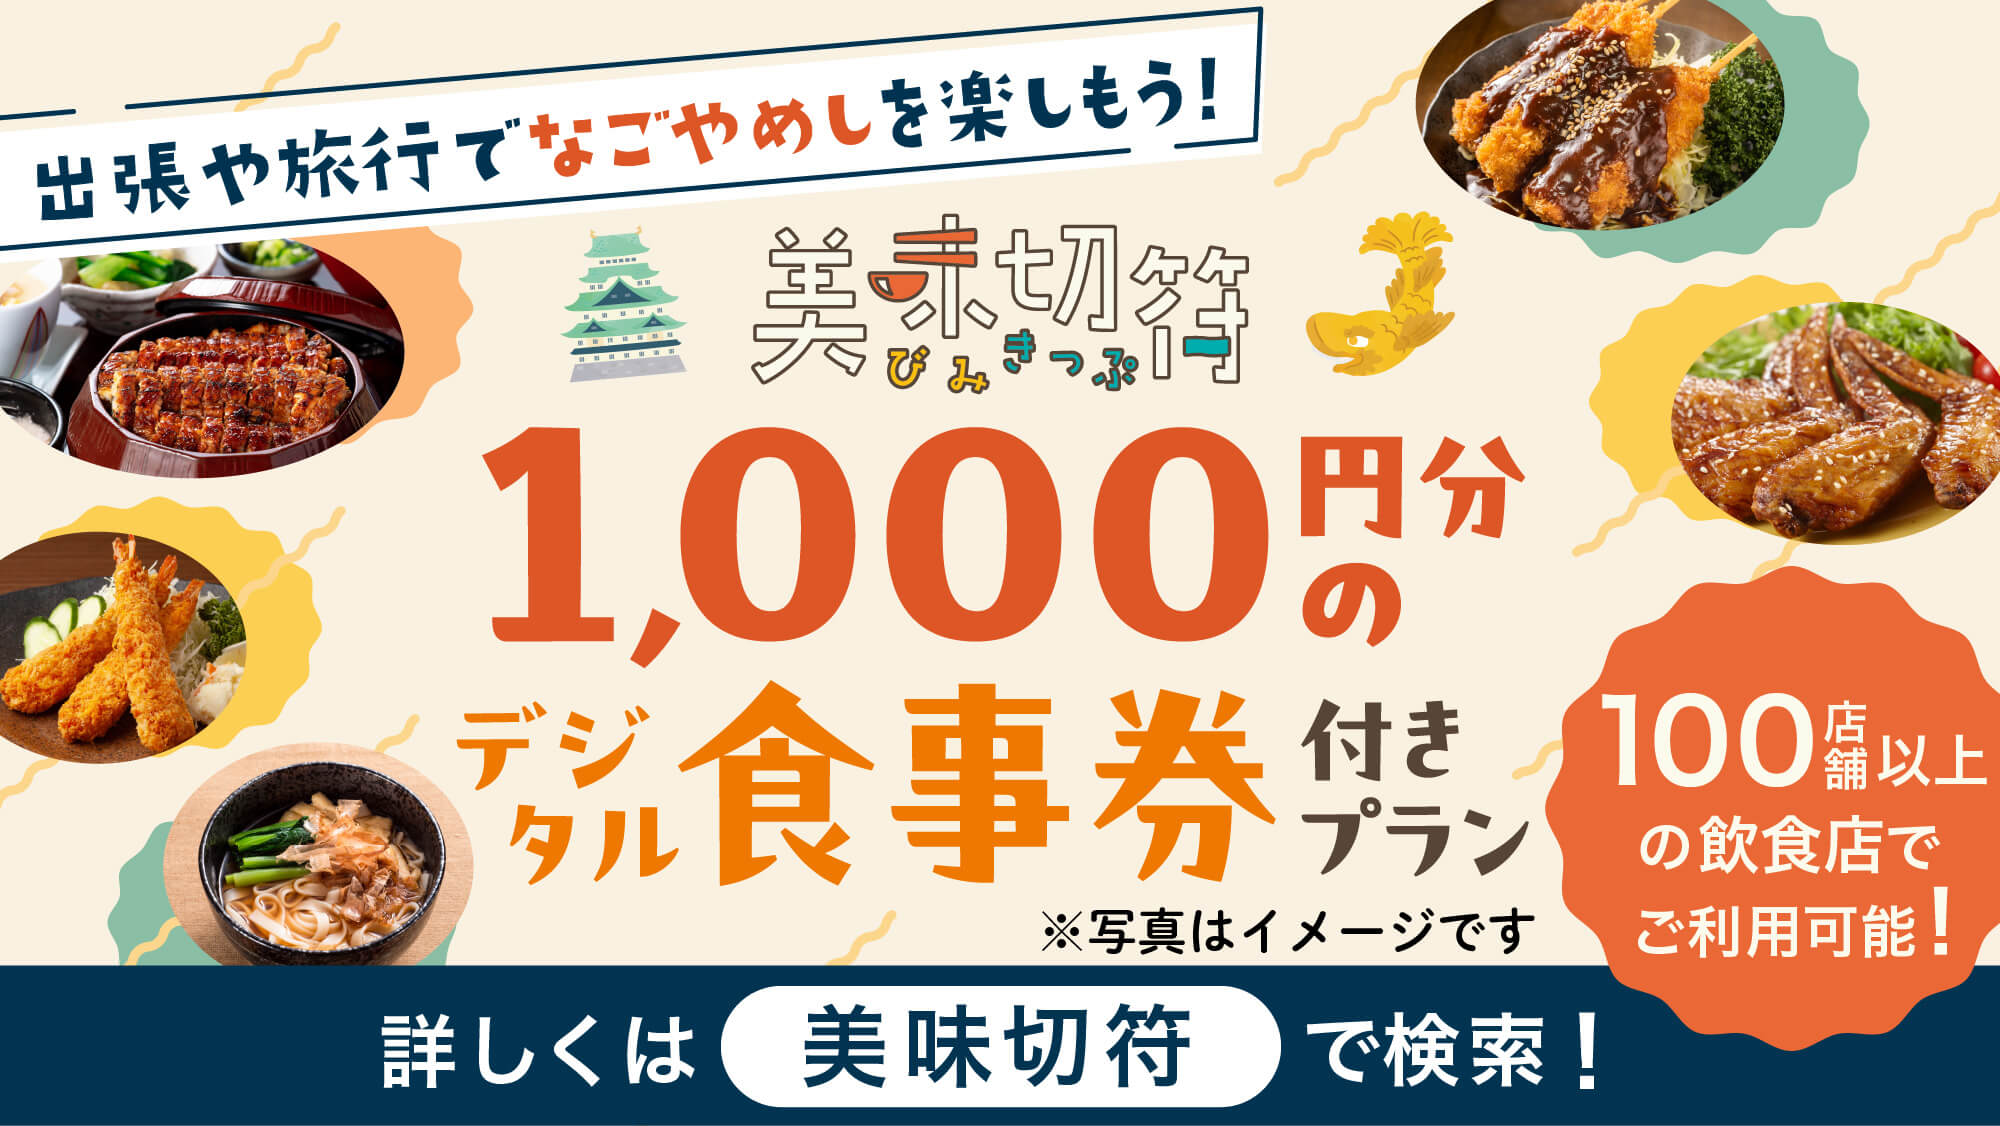 出張や旅行でなごやめしを楽しもう！
美味切符
びみきっぷ
1,000円分
の
デジタル食事券付きプラン
※写真はイメージです
100店舗以上
の飲食店で
ご利用可能！
詳しくは 美味切符 で検索！